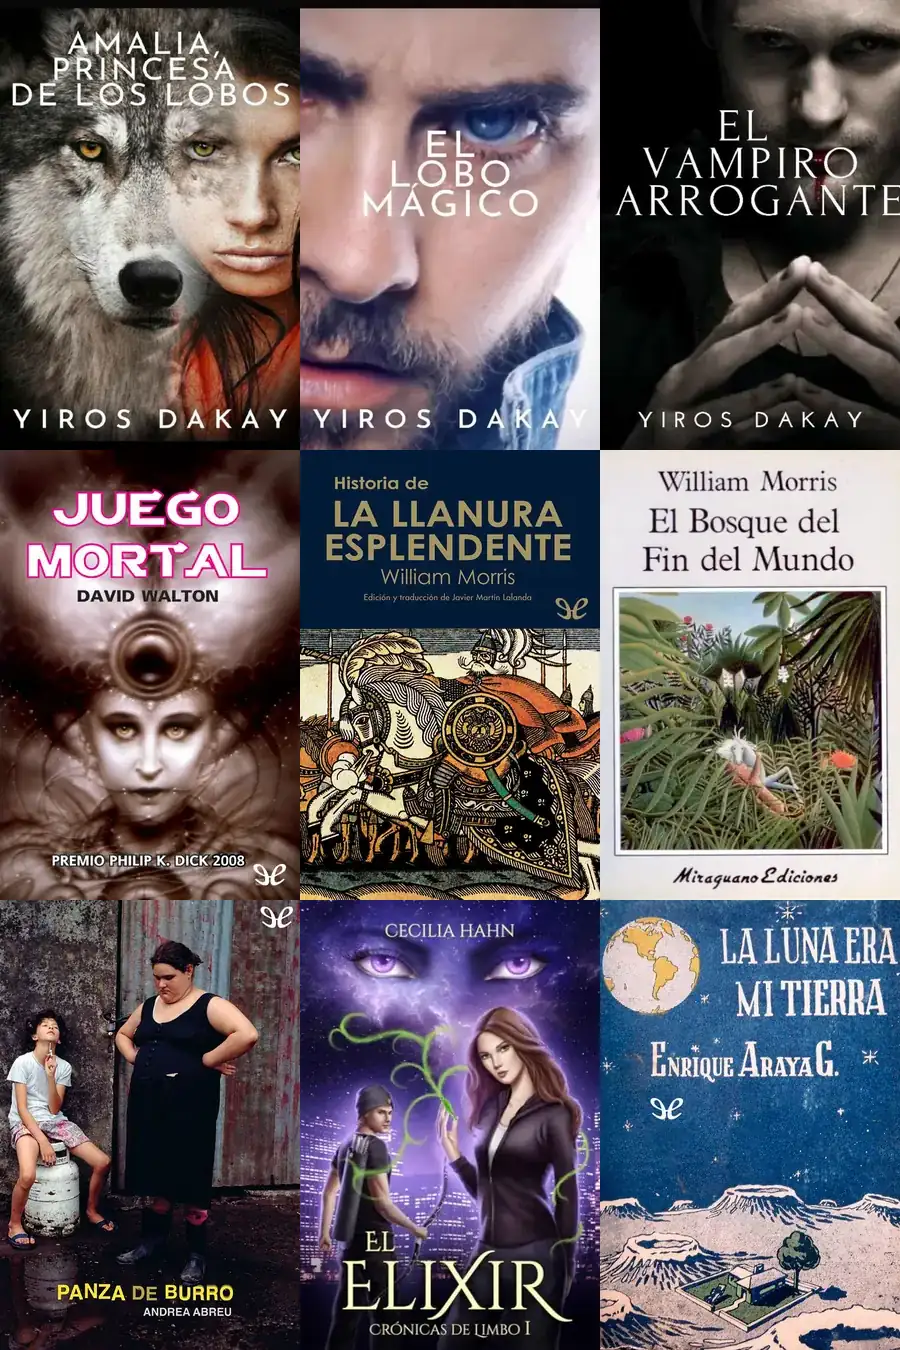 AMALIA,
PRINCESA
DE LOS LOBOS
YIROS DAKAY
EL
LOBO
MÁGICO
YIROS DAKAY
EL
VAMPIRO
ARROGANTE
YIROS DAKAY
JUEGO
MORTAL
DAVID WALTON
PREMIO PHILIP K. DICK 2008
Historia de
LA LLANURA
ESPLENDENTE
William Morris
Edición y traducción de Javier Martín Lalanda
William Morris
El Bosque del
Fin del Mundo
Miraguano Ediciones
PANZA DE BURRO
ANDREA ABREU
CECILIA HAHN
EL
ELIXIR
CRÓNICAS DE LIMBO I
LA LUNA ERA
MI TIERRA
ENRIQUE ARAYA G.